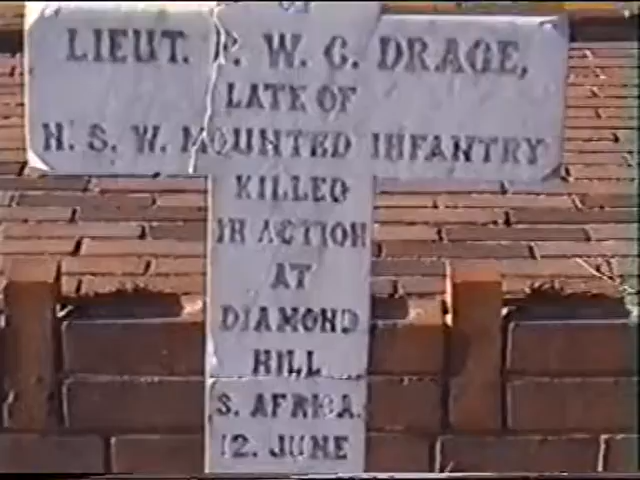 LIEUT. P. W. C. DRAGE,
LATE OF
N. S. W. MOUNTED INFANTRY
KILLED
IN ACTION
AT
DIAMOND
HILL
S. AFRICA.
12. JUNE